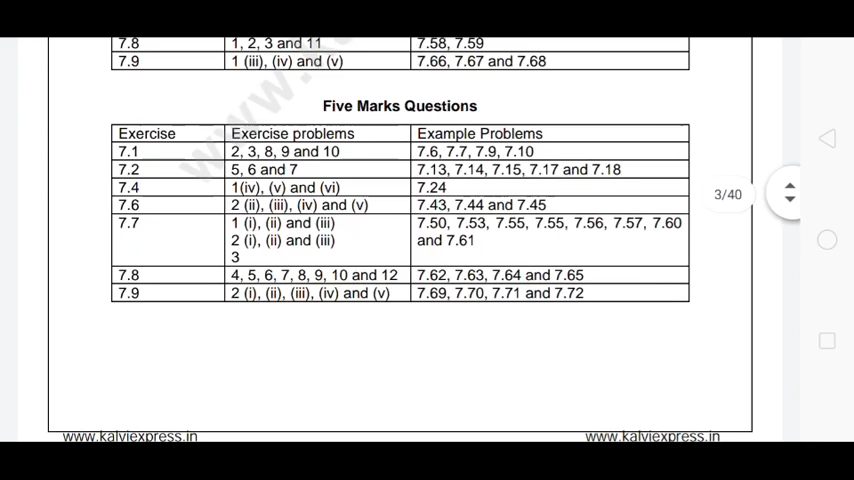 7.8 1, 2, 3 and 11 7.58, 7.59
7.9 1 (iii), (iv) and (v) 7.66, 7.67 and 7.68
Five Marks Questions
Exercise Exercise problems Example Problems
7.1 2, 3, 8, 9 and 10 7.6, 7.7, 7.9, 7.10
7.2 5, 6 and 7 7.13, 7.14, 7.15, 7.17 and 7.18
7.4 1(iv), (v) and (vi) 7.24
7.6 2 (ii), (iii), (iv) and (v) 7.43, 7.44 and 7.45
7.7 1 (i), (ii) and (iii) 7.50, 7.53, 7.55, 7.55, 7.56, 7.57, 7.60
2 (i), (ii) and (iii) and 7.61
3
7.8 4, 5, 6, 7, 8, 9, 10 and 12 7.62, 7.63, 7.64 and 7.65
7.9 2 (i), (ii), (iii), (iv) and (v) 7.69, 7.70, 7.71 and 7.72
3/40
www.kalviexpress.in www.kalviexpress.in